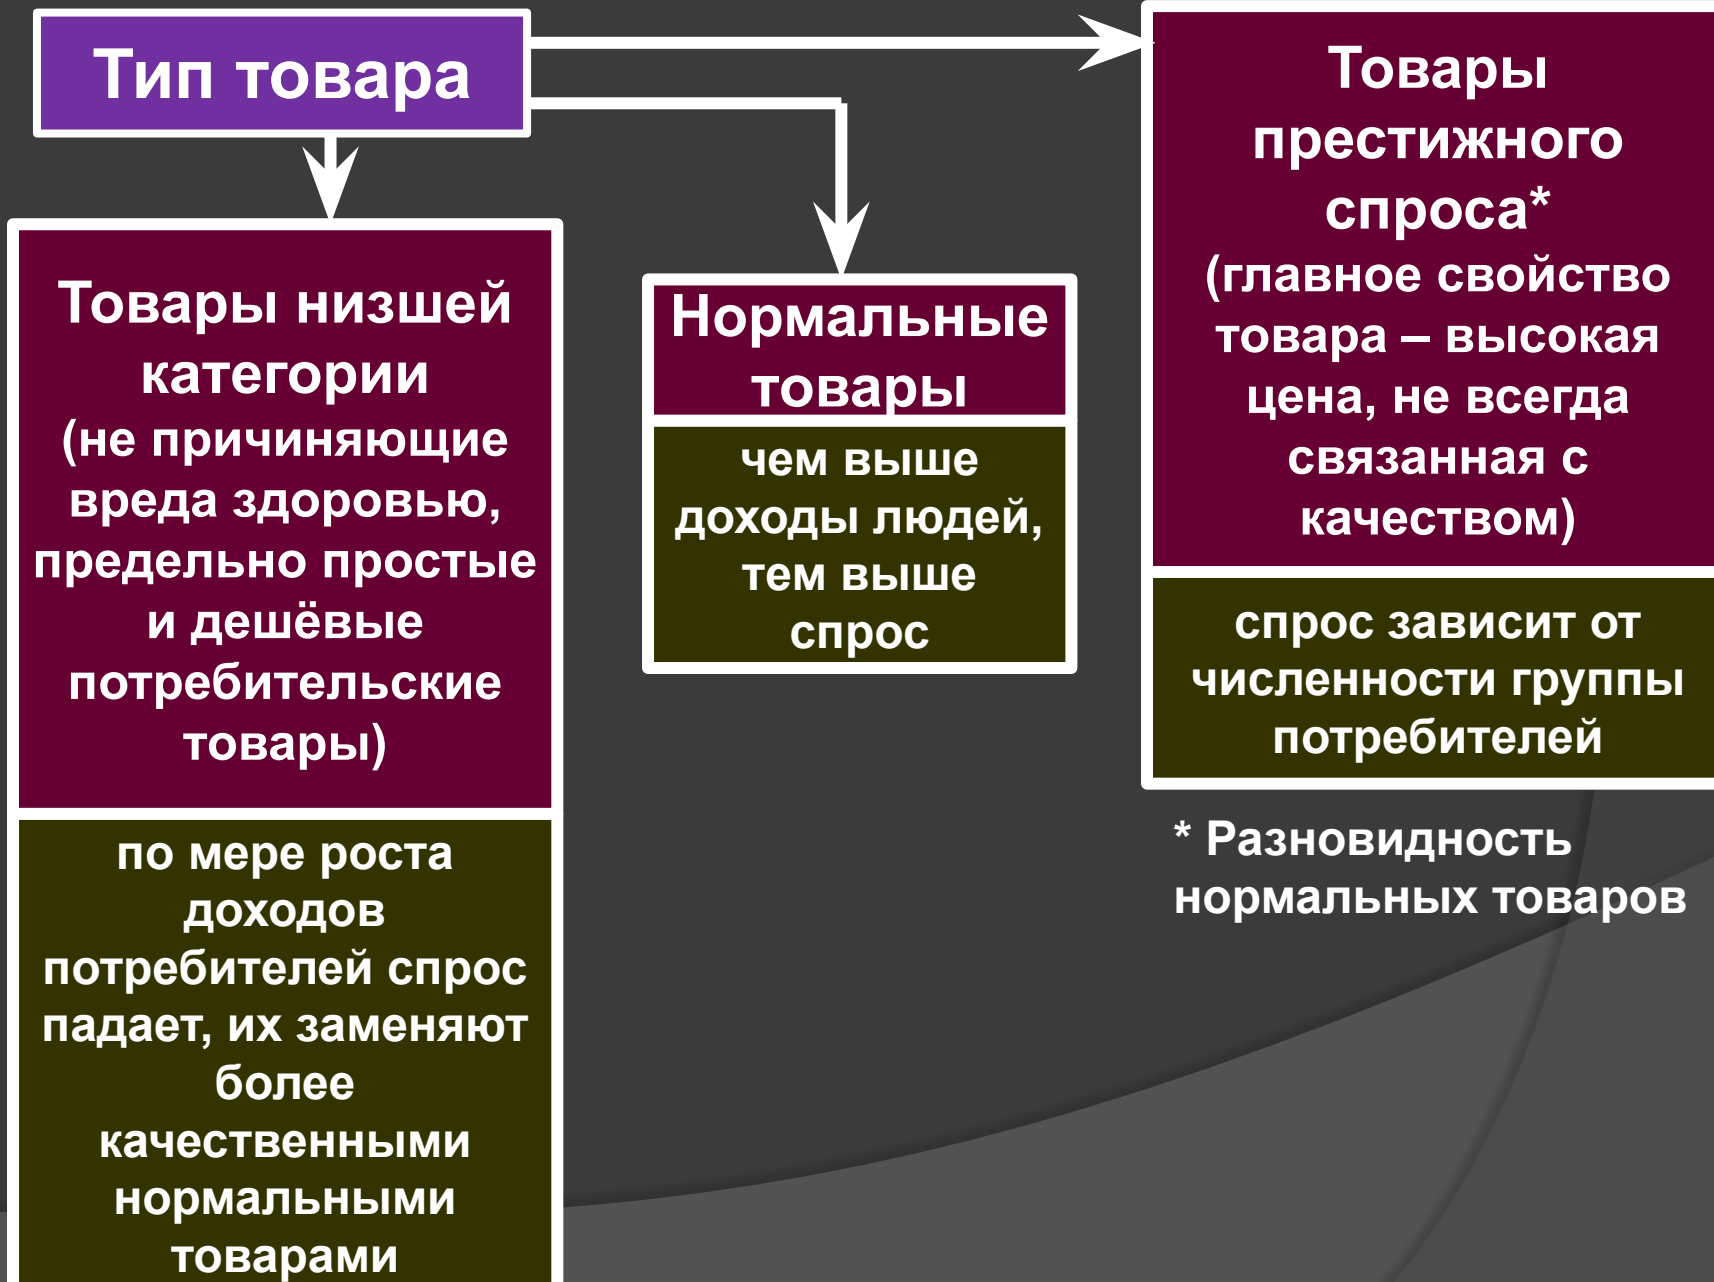 Тип товара
Товары низшей
категории
(не причиняющие
вреда здоровью,
предельно простые
и дешёвые
потребительские
товары)
по мере роста
доходов
потребителей спрос
падает, их заменяют
более
качественными
нормальными
товарами
Нормальные
товары
чем выше
доходы людей,
тем выше
спрос
Товары
престижного
спроса*
(главное свойство
товара – высокая
цена, не всегда
связанная с
качеством)
спрос зависит от
численности группы
потребителей
* Разновидность
нормальных товаров